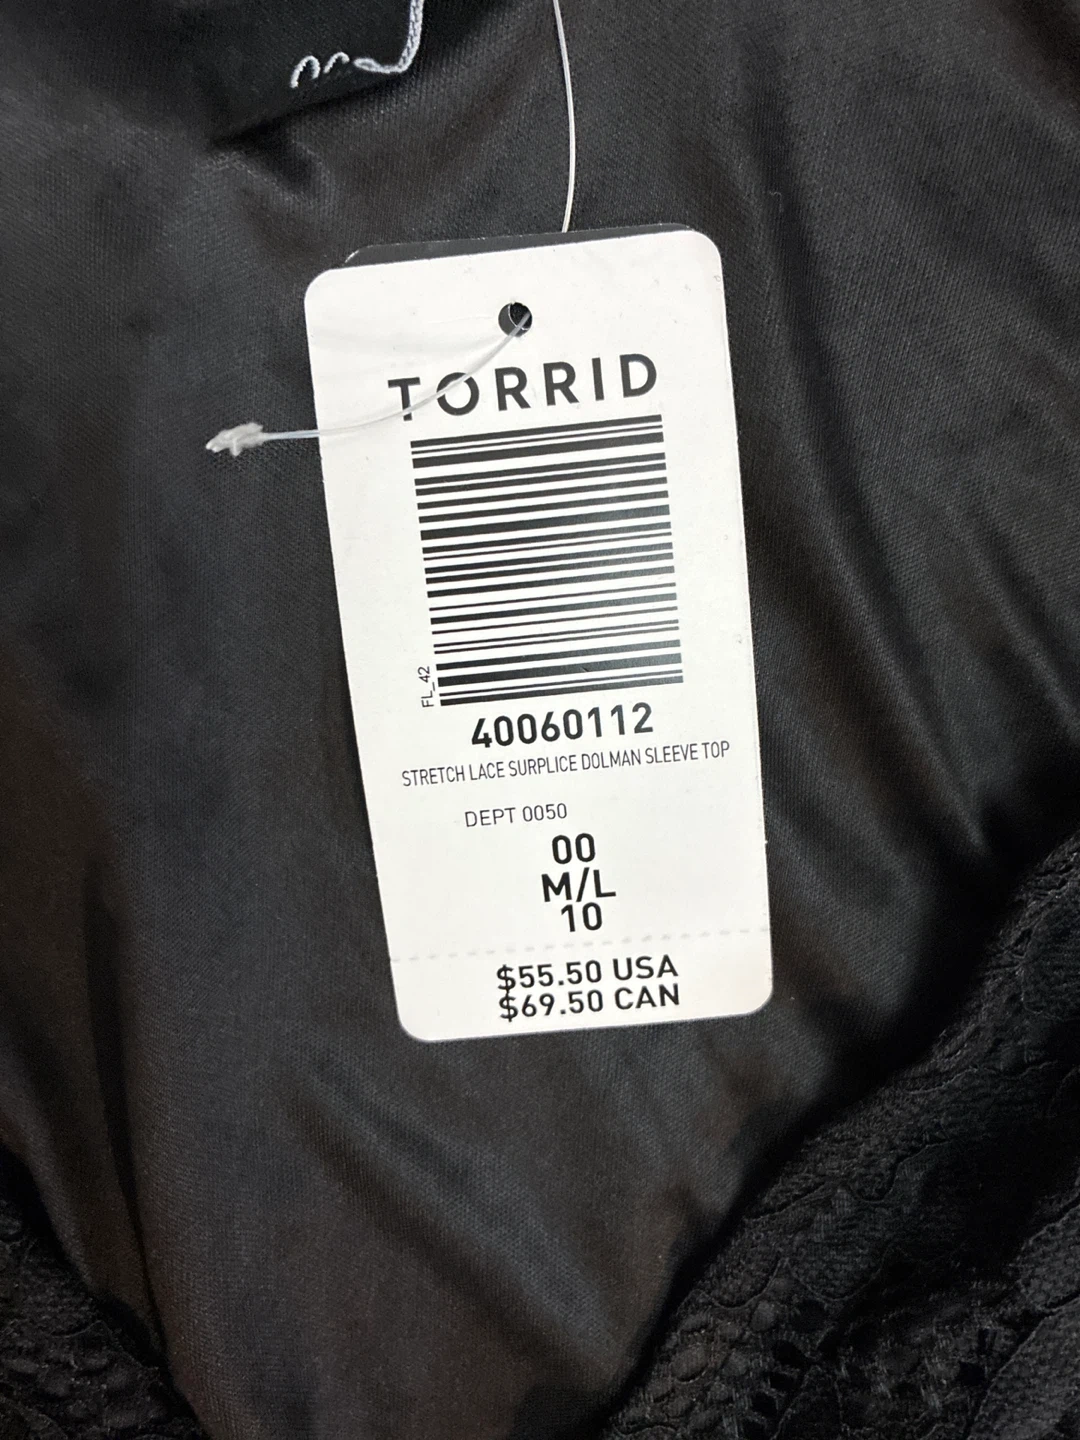 TORRID
FL_42
40060112
STRETCH LACE SURPLICE DOLMAN SLEEVE TOP
DEPT 0050
00
M/L
10
$55.50 USA
$69.50 CAN